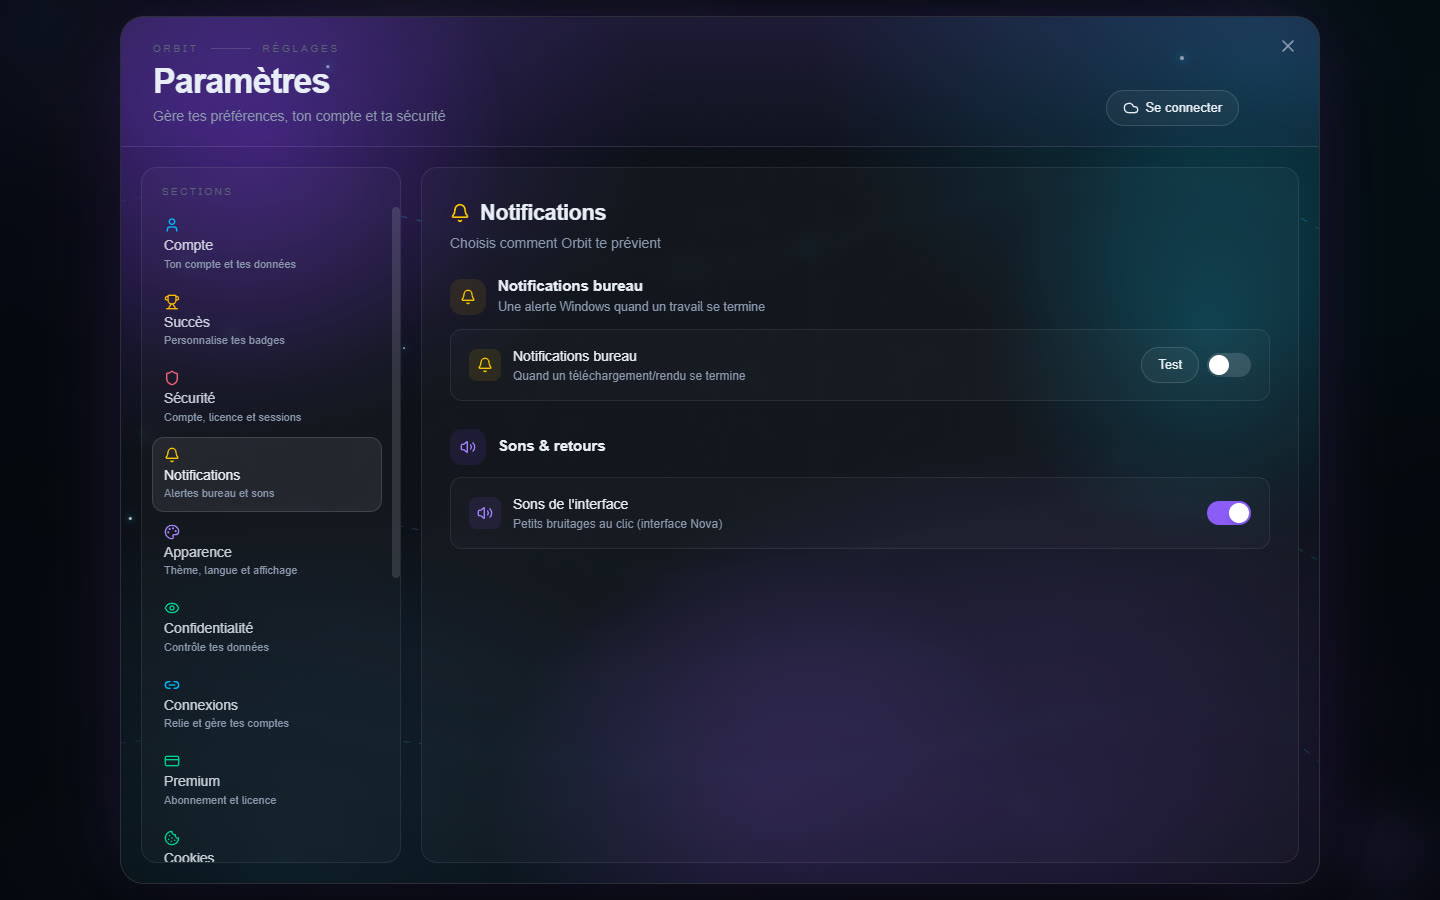 ORBIT RÉGLAGES
Paramètres
Gère tes préférences, ton compte et ta sécurité
Se connecter
SECTIONS
Compte
Ton compte et tes données
Succès
Personnalise tes badges
Sécurité
Compte, licence et sessions
Notifications
Alertes bureau et sons
Apparence
Thème, langue et affichage
Confidentialité
Contrôle tes données
Connexions
Relie et gère tes comptes
Premium
Abonnement et licence
Cookies
Notifications
Choisis comment Orbit te prévient
Notifications bureau
Une alerte Windows quand un travail se termine
Notifications bureau
Quand un téléchargement/rendu se termine
Test
Sons & retours
Sons de l'interface
Petits bruitages au clic (interface Nova)